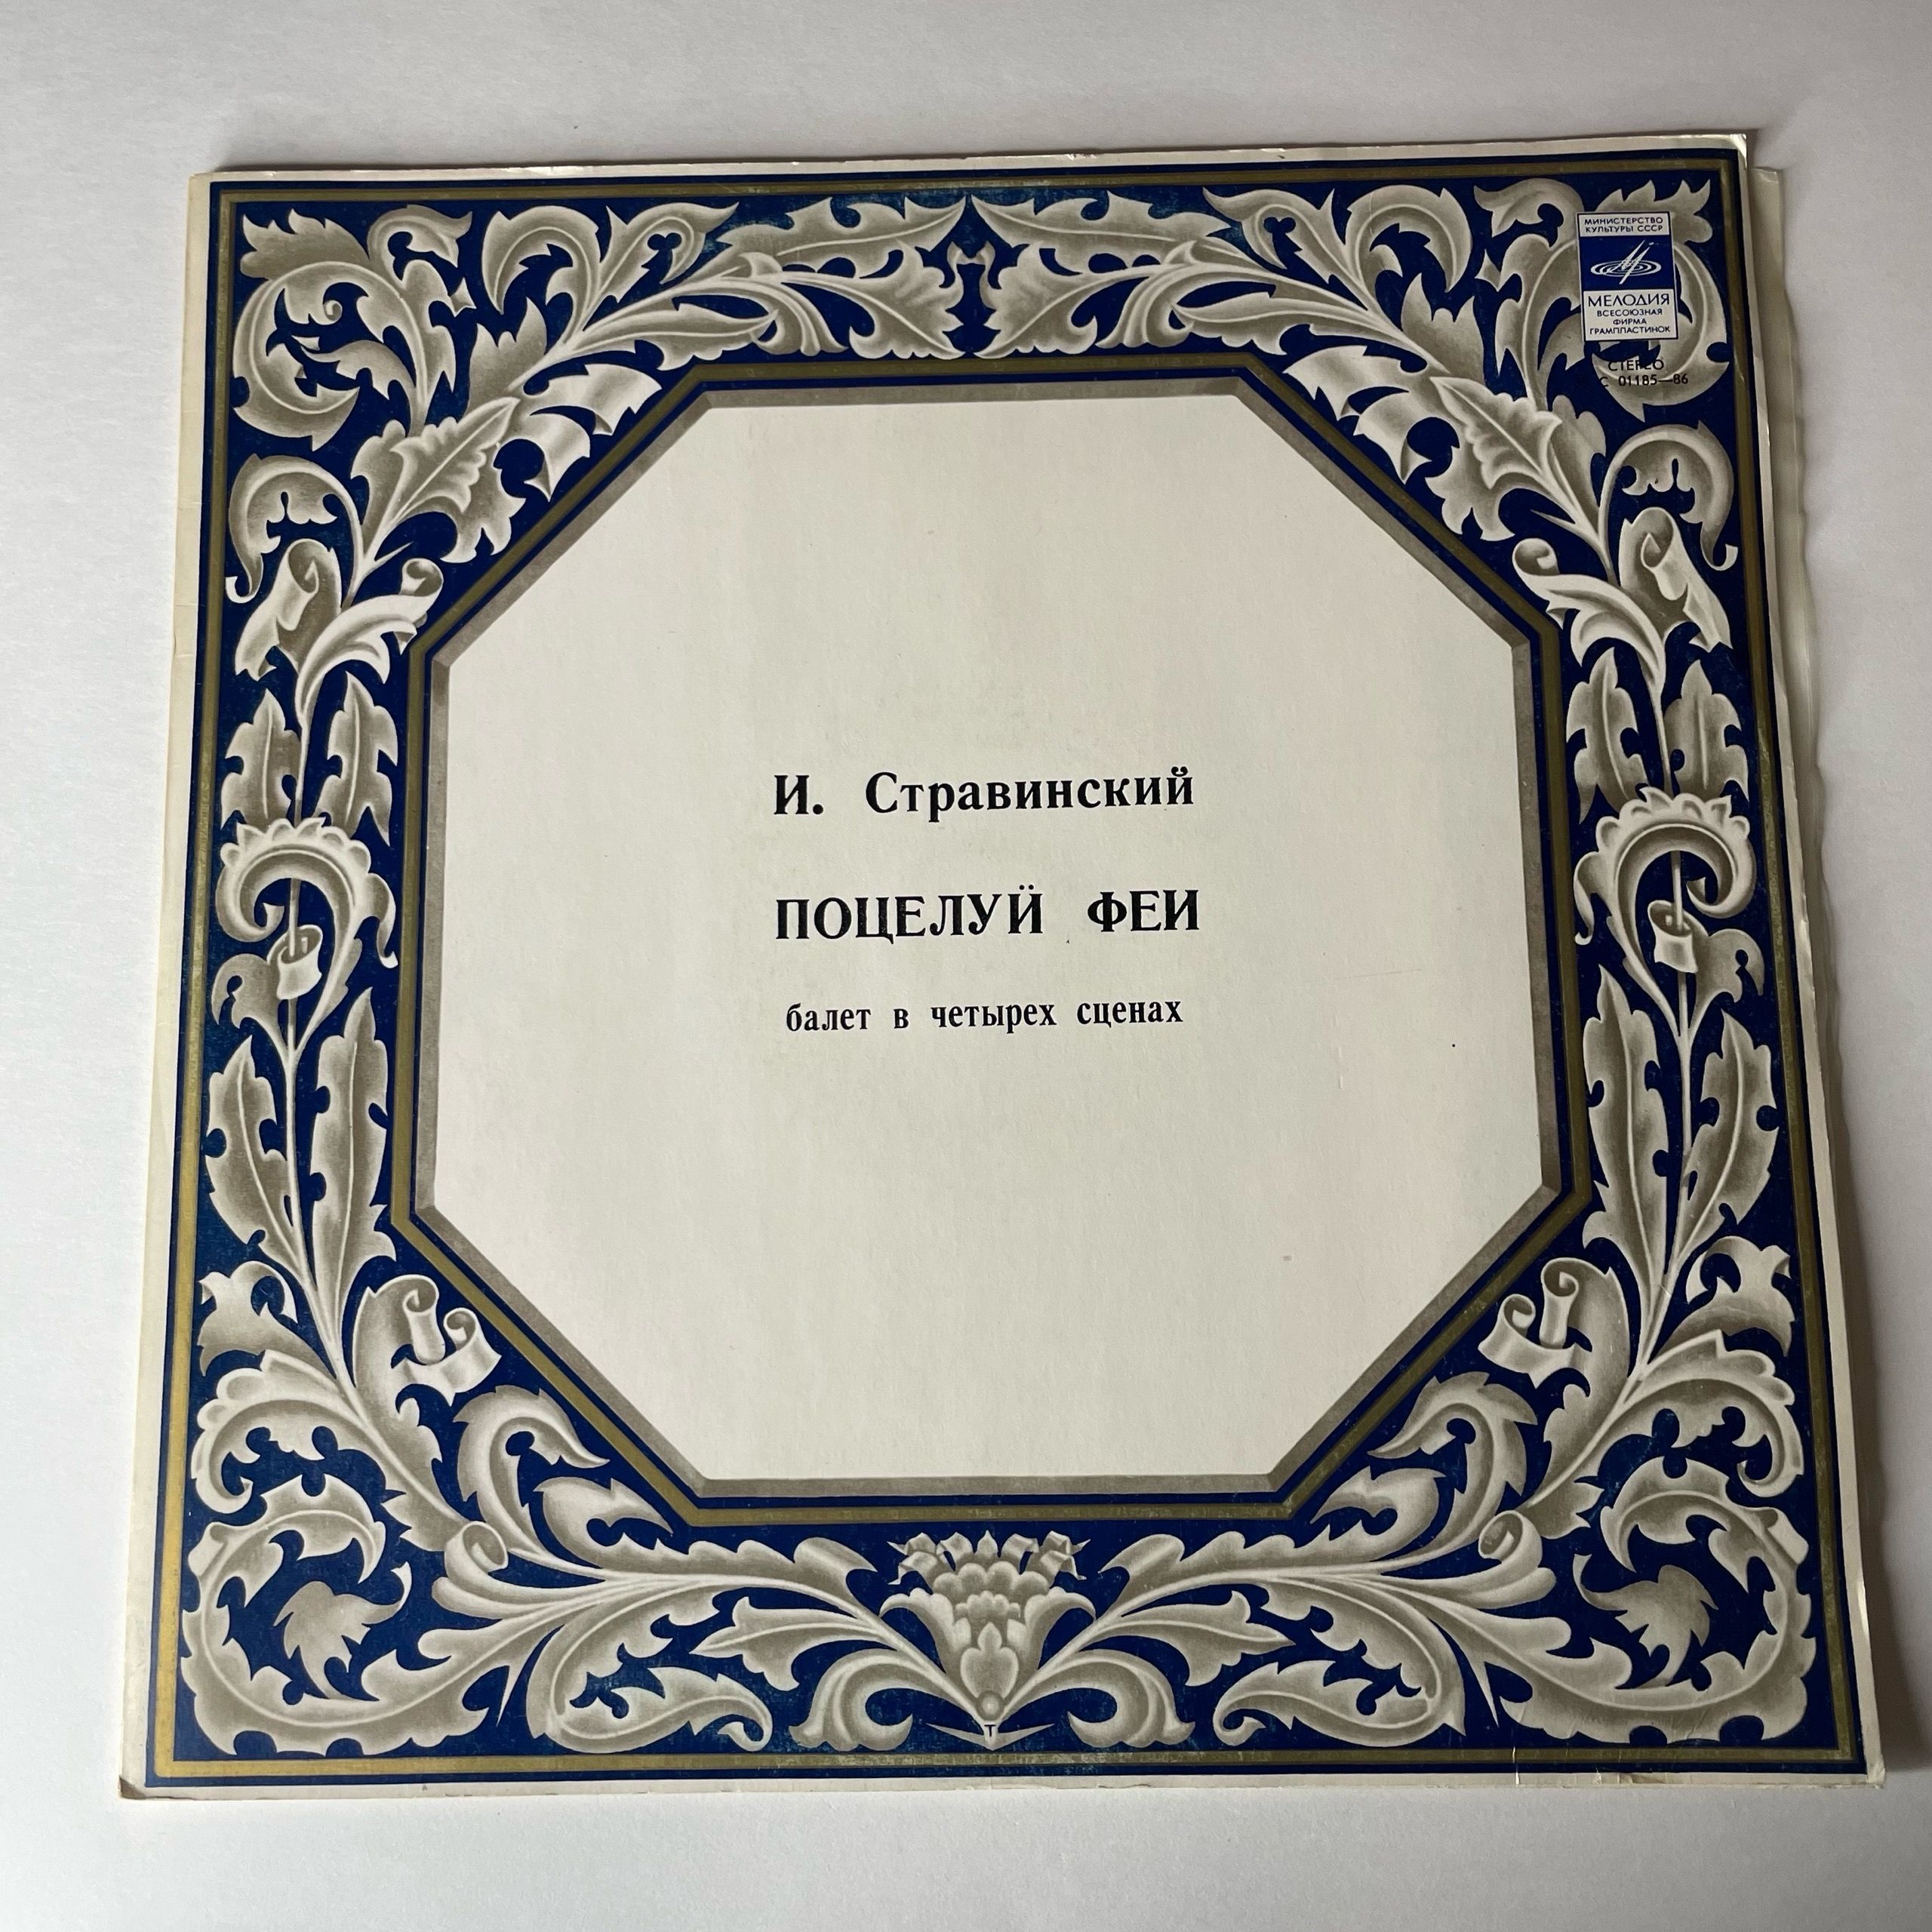 МИНИСТЕРСТВО
КУЛЬТУРЫ СССР
МЕЛОДИЯ
ВСЕСОЮЗНАЯ
ФИРМА
ГРАМПЛАСТИНОК
СТЕРЕО
С 01185—86
И. Стравинский
ПОЦЕЛУЙ ФЕИ
балет в четырех сценах
Т